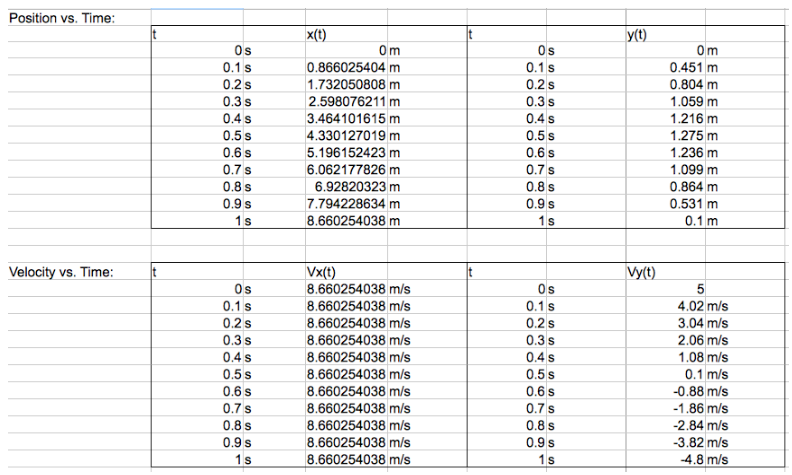 Position vs. Time:
t x(t) t y(t)
0 s 0 m 0 s 0 m
0.1 s 0.866025404 m 0.1 s 0.451 m
0.2 s 1.732050808 m 0.2 s 0.804 m
0.3 s 2.598076211 m 0.3 s 1.059 m
0.4 s 3.464101615 m 0.4 s 1.216 m
0.5 s 4.330127019 m 0.5 s 1.275 m
0.6 s 5.196152423 m 0.6 s 1.236 m
0.7 s 6.062177826 m 0.7 s 1.099 m
0.8 s 6.92820323 m 0.8 s 0.864 m
0.9 s 7.794228634 m 0.9 s 0.531 m
1 s 8.660254038 m 1 s 0.1 m
Velocity vs. Time: t Vx(t) t Vy(t)
0 s 8.660254038 m/s 0 s 5
0.1 s 8.660254038 m/s 0.1 s 4.02 m/s
0.2 s 8.660254038 m/s 0.2 s 3.04 m/s
0.3 s 8.660254038 m/s 0.3 s 2.06 m/s
0.4 s 8.660254038 m/s 0.4 s 1.08 m/s
0.5 s 8.660254038 m/s 0.5 s 0.1 m/s
0.6 s 8.660254038 m/s 0.6 s -0.88 m/s
0.7 s 8.660254038 m/s 0.7 s -1.86 m/s
0.8 s 8.660254038 m/s 0.8 s -2.84 m/s
0.9 s 8.660254038 m/s 0.9 s -3.82 m/s
1 s 8.660254038 m/s 1 s -4.8 m/s